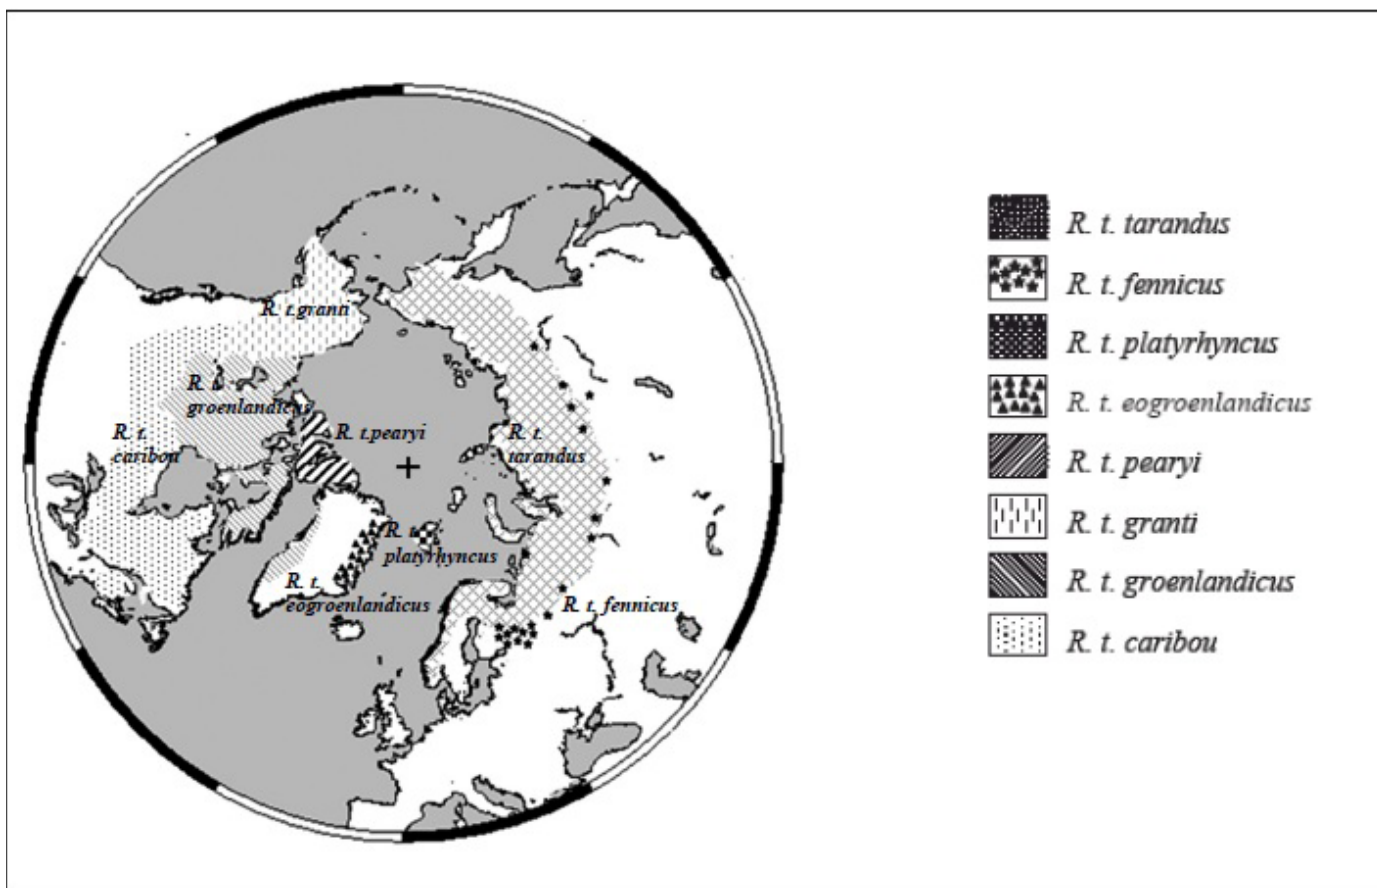 R. t.granti
R. t.
groenlandicus
R. t.pearyi
R. t.
caribou
R. t.
tarandus
R. t.
platyrhyncus
R. t.
eogroenlandicus
R. t. fennicus
R. t. tarandus
R. t. fennicus
R. t. platyrhyncus
R. t. eogroenlandicus
R. t. pearyi
R. t. granti
R. t. groenlandicus
R. t. caribou